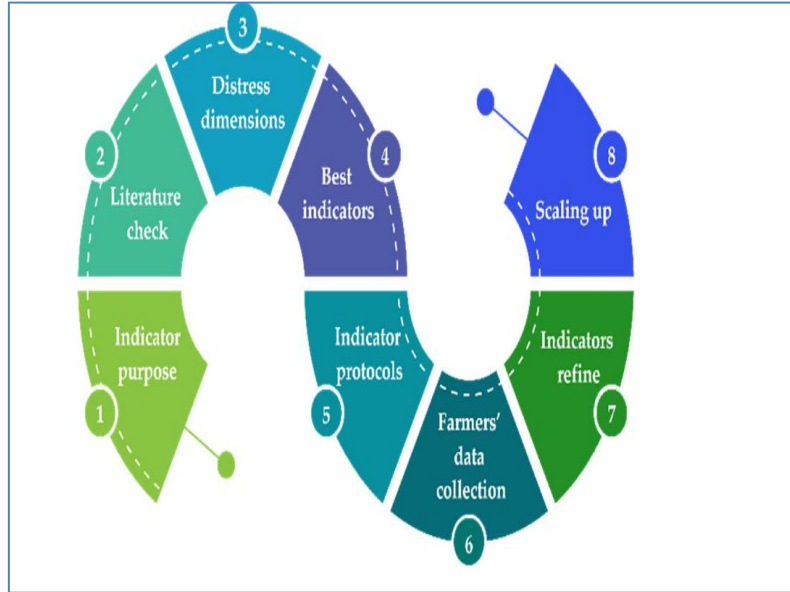 1
Indicator
purpose
2
Literature
check
3
Distress
dimensions
4
Best
indicators
5
Indicator
protocols
6
Farmers'
data
collection
7
Indicators
refine
8
Scaling up